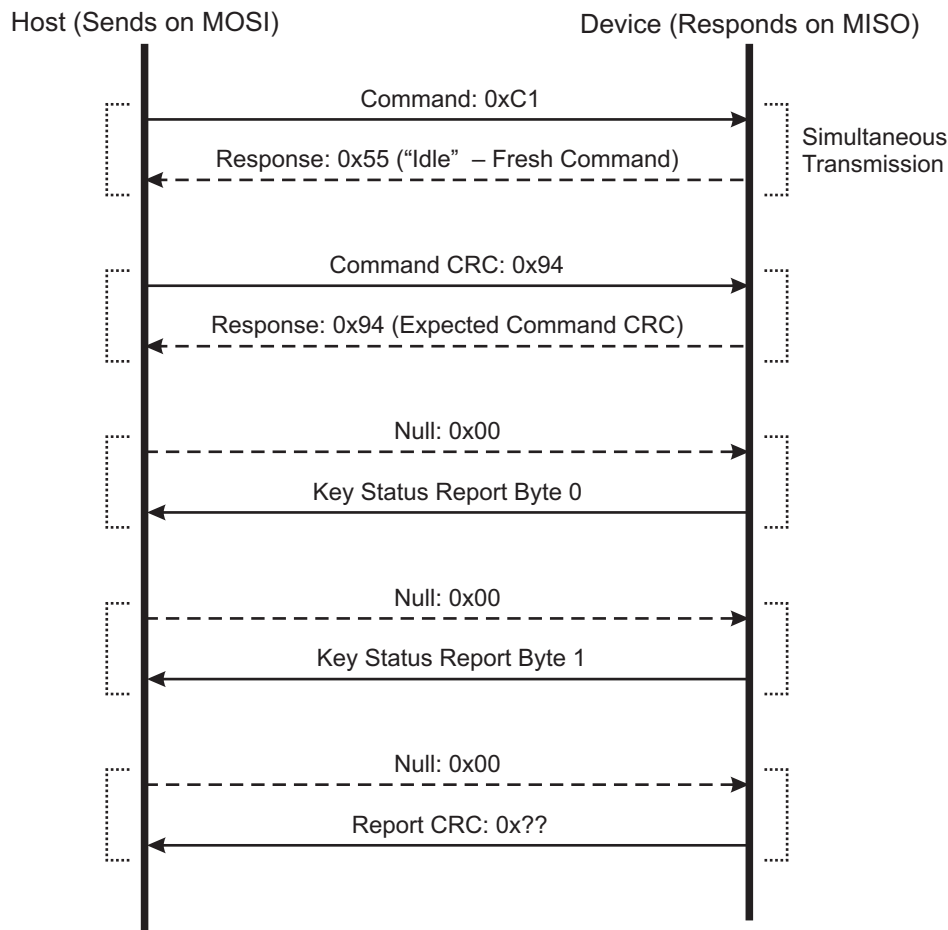 Host (Sends on MOSI)
Device (Responds on MISO)
Command: 0xC1
Response: 0x55 (“Idle” – Fresh Command)
Simultaneous
Transmission
Command CRC: 0x94
Response: 0x94 (Expected Command CRC)
Null: 0x00
Key Status Report Byte 0
Null: 0x00
Key Status Report Byte 1
Null: 0x00
Report CRC: 0x??